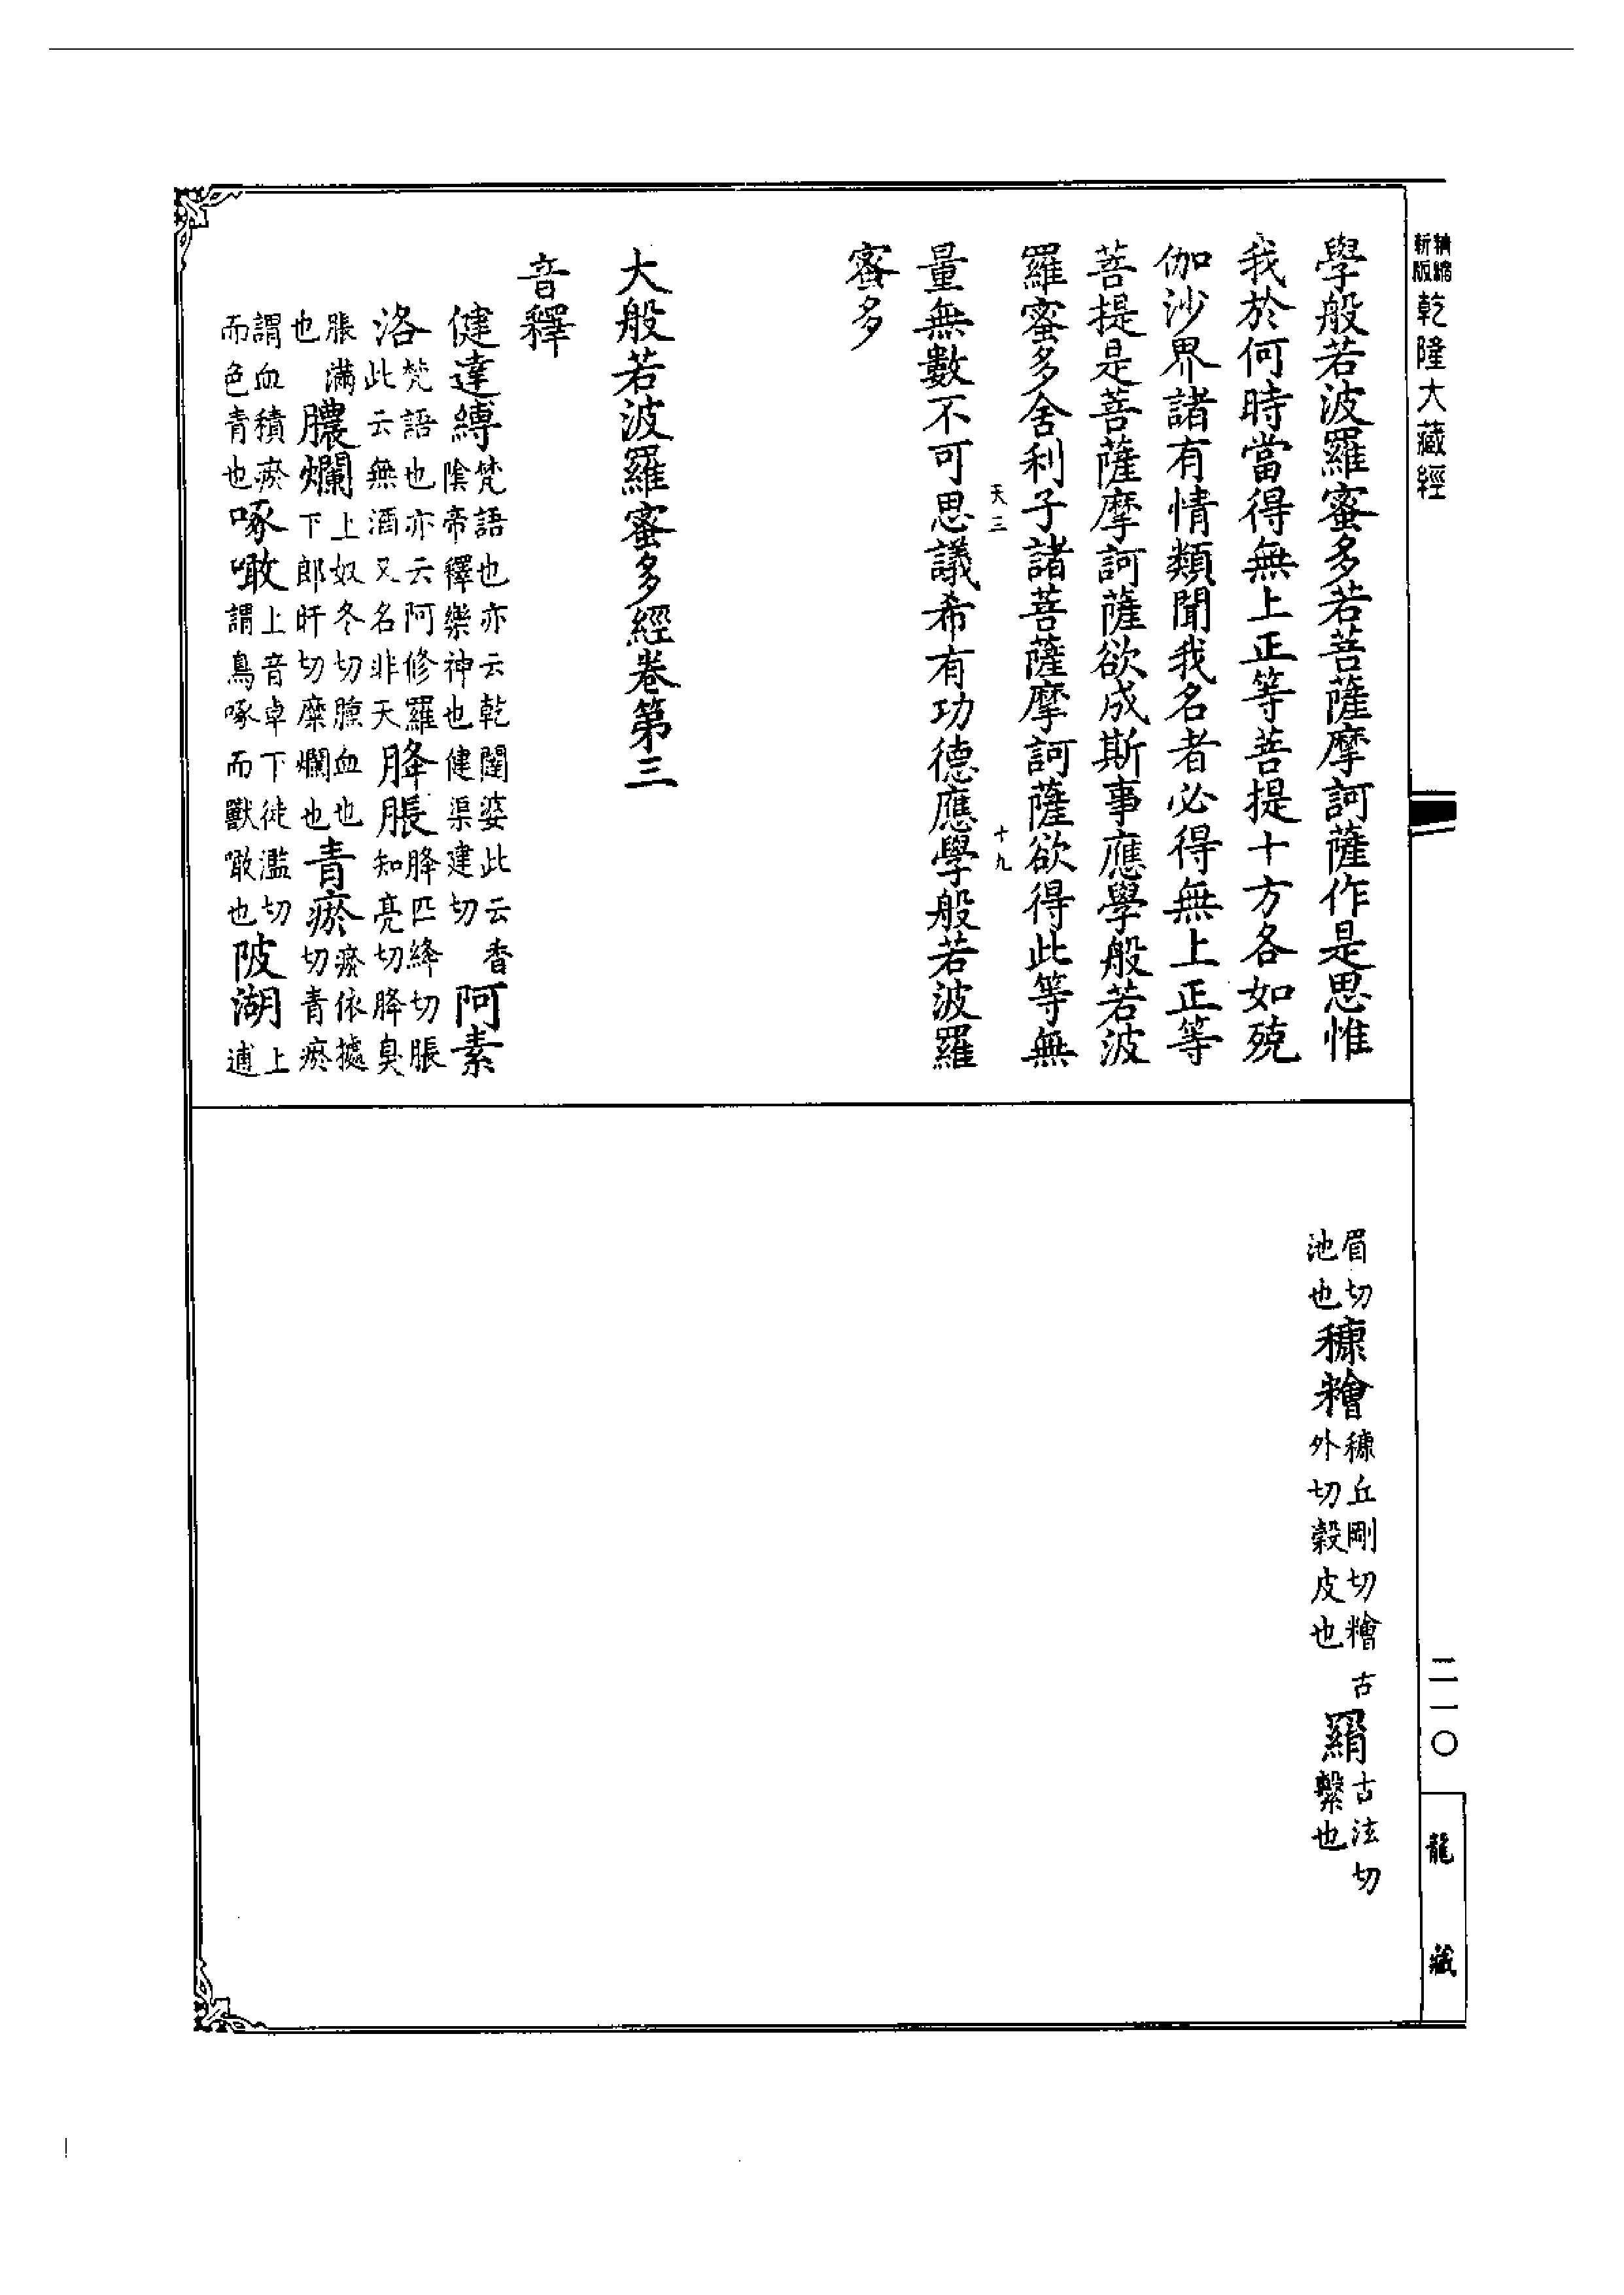 精縮
新版
乾隆大藏經
學般若波羅蜜多若菩薩摩訶薩作是思惟
我於何時當得無上正等菩提十方各如殑
伽沙界諸有情類聞我名者必得無上正等
菩提是菩薩摩訶薩欲成斯事應學般若波
羅蜜多舍利子諸菩薩摩訶薩欲得此等無
天三
十九
量無數不可思議希有功德應學般若波羅
蜜多
大般若波羅蜜多經卷第三
音釋
健達縛梵語也亦云乾闥婆此云香陰帝釋樂神也健渠建切阿素
洛梵語也亦云阿修羅此云無酒又名非天胮脹胮匹絳切脹知亮切胮臭
脹滿也膿爛上奴冬切膿血也下郎旰切糜爛也青瘀瘀依攄切青瘀
謂血積瘀而色青也啄噉上音卓下徒濫切謂鳥啄而獸噉也陂湖上逋
眉切池也穅糩穅丘剛切糩古外切穀皮也羂古泫切繫也
二一〇
龍藏